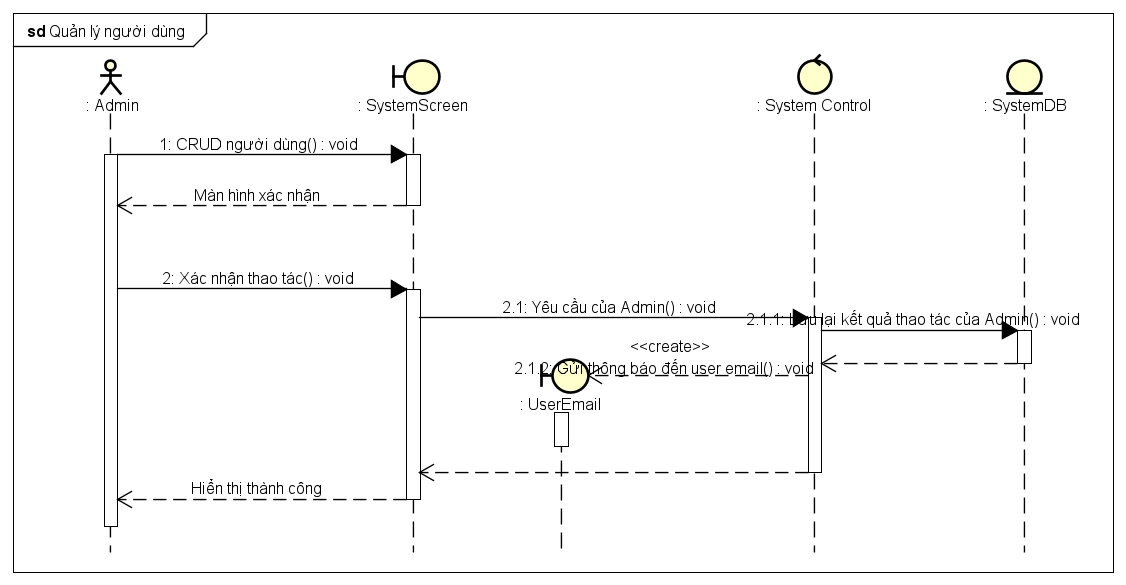 sd Quản lý người dùng
: Admin
: SystemScreen
: System Control
: SystemDB
1: CRUD người dùng() : void
Màn hình xác nhận
2: Xác nhận thao tác() : void
2.1: Yêu cầu của Admin() : void
2.1.1: Lưu lại kết quả thao tác của Admin() : void
<<create>>
2.1.2: Gửi thông báo đến user email() : void
: UserEmail
Hiển thị thành công